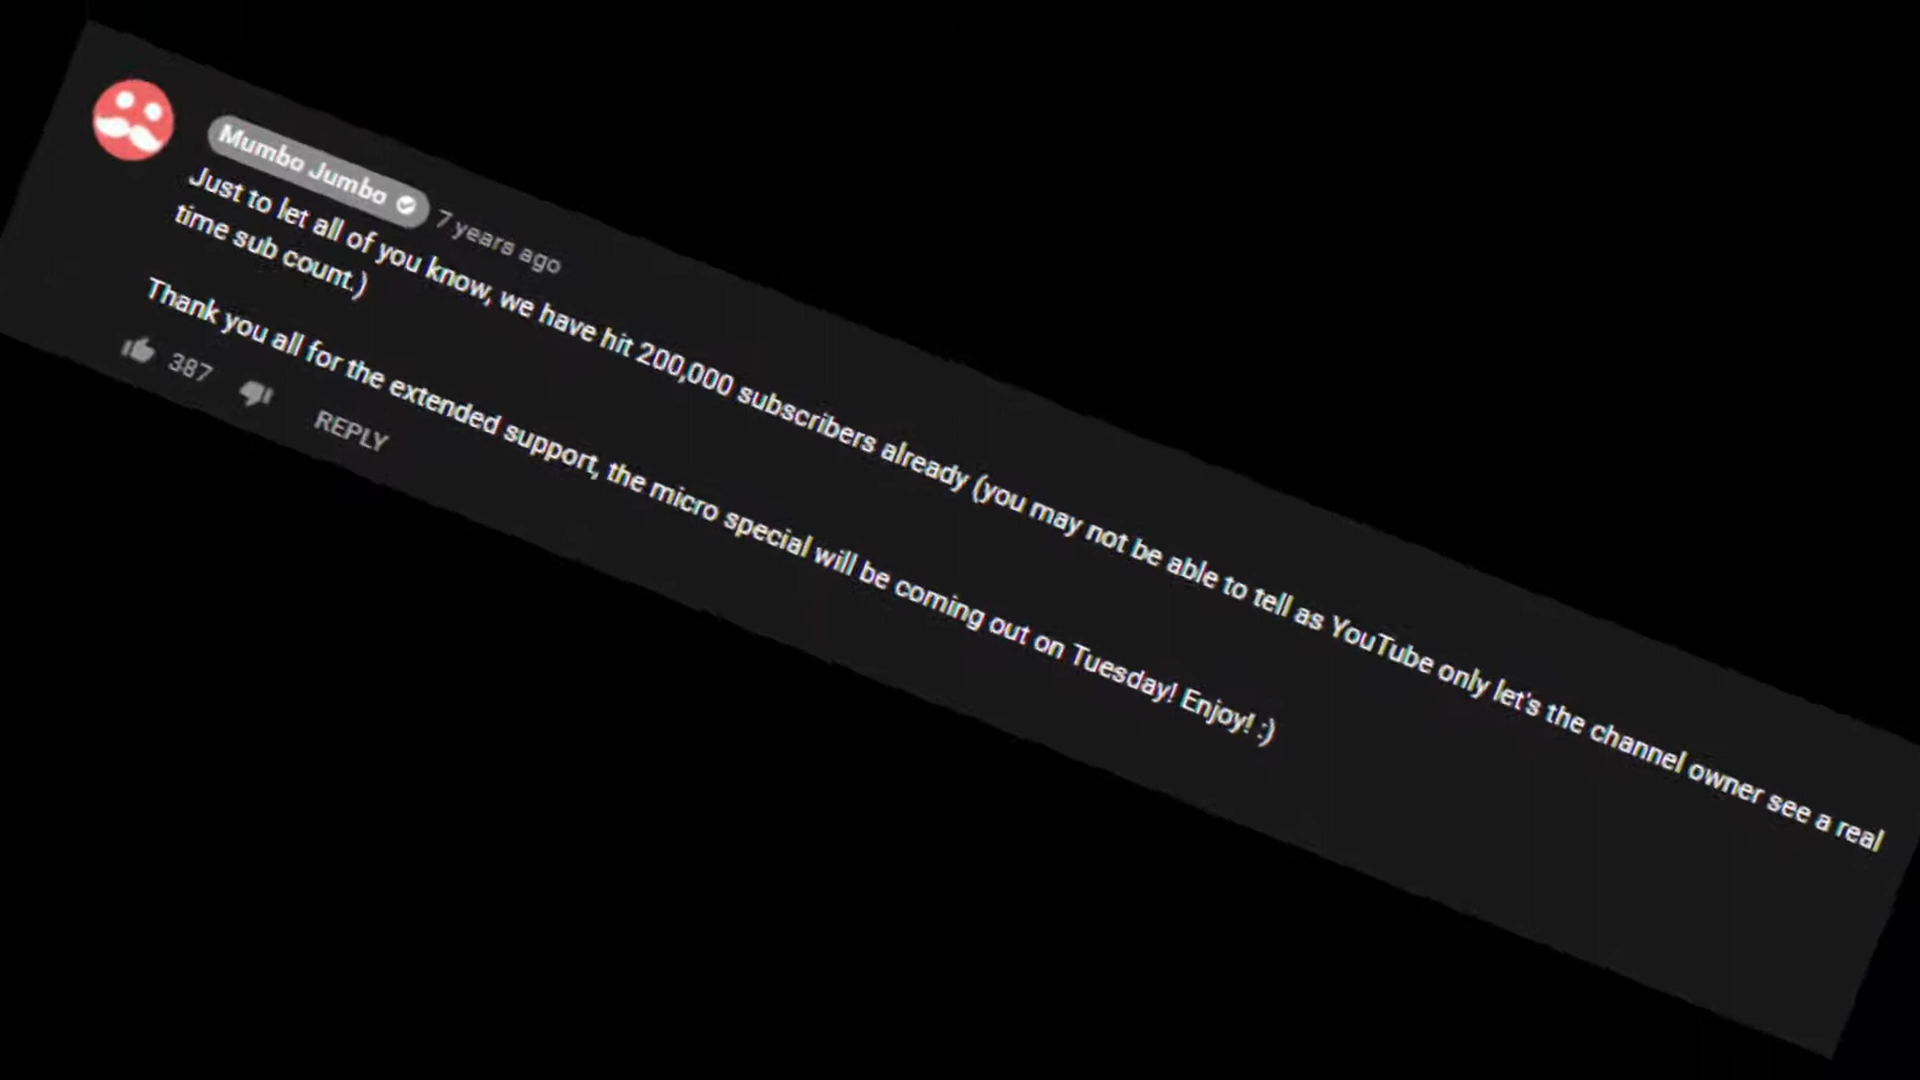 Mumbo Jumbo 7 years ago
Just to let all of you know, we have hit 200,000 subscribers already (you may not be able to tell as YouTube only let's the channel owner see a real
time sub count.)
Thank you all for the extended support, the micro special will be coming out on Tuesday! Enjoy! :)
387 REPLY